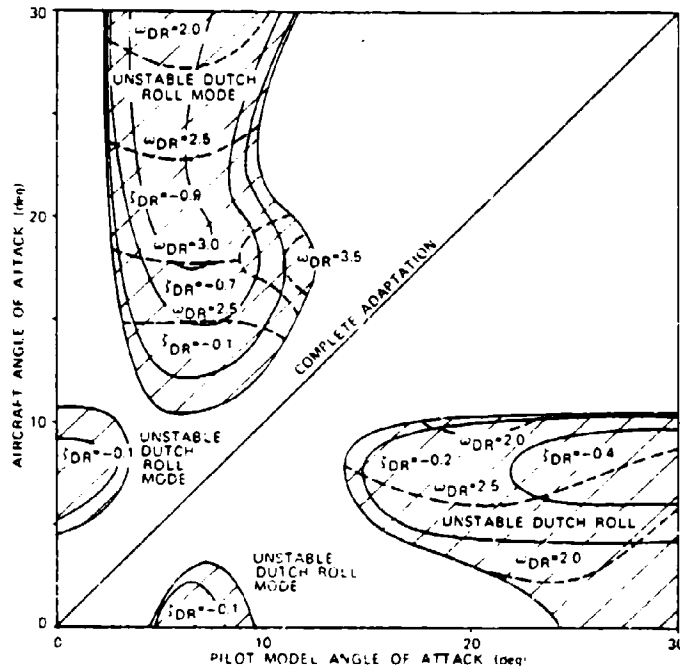 30
ωDR=2.0
UNSTABLE DUTCH
ROLL MODE
ωDR=2.5
ζDR=-0.9
20
ωDR=3.0
ωDR=3.5
ζDR=-0.7
ωDR=2.5
ζDR=-0.1
COMPLETE ADAPTATION
AIRCRAFT ANGLE OF ATTACK (deg)
10
ζDR=-0.1
UNSTABLE
DUTCH
ROLL
MODE
ωDR=2.0
ζDR=-0.2
ζDR=-0.4
ωDR=2.5
UNSTABLE DUTCH ROLL
ωDR=2.0
UNSTABLE
DUTCH ROLL
MODE
ζDR=-0.1
0
0
10
20
30
PILOT MODEL ANGLE OF ATTACK (deg)